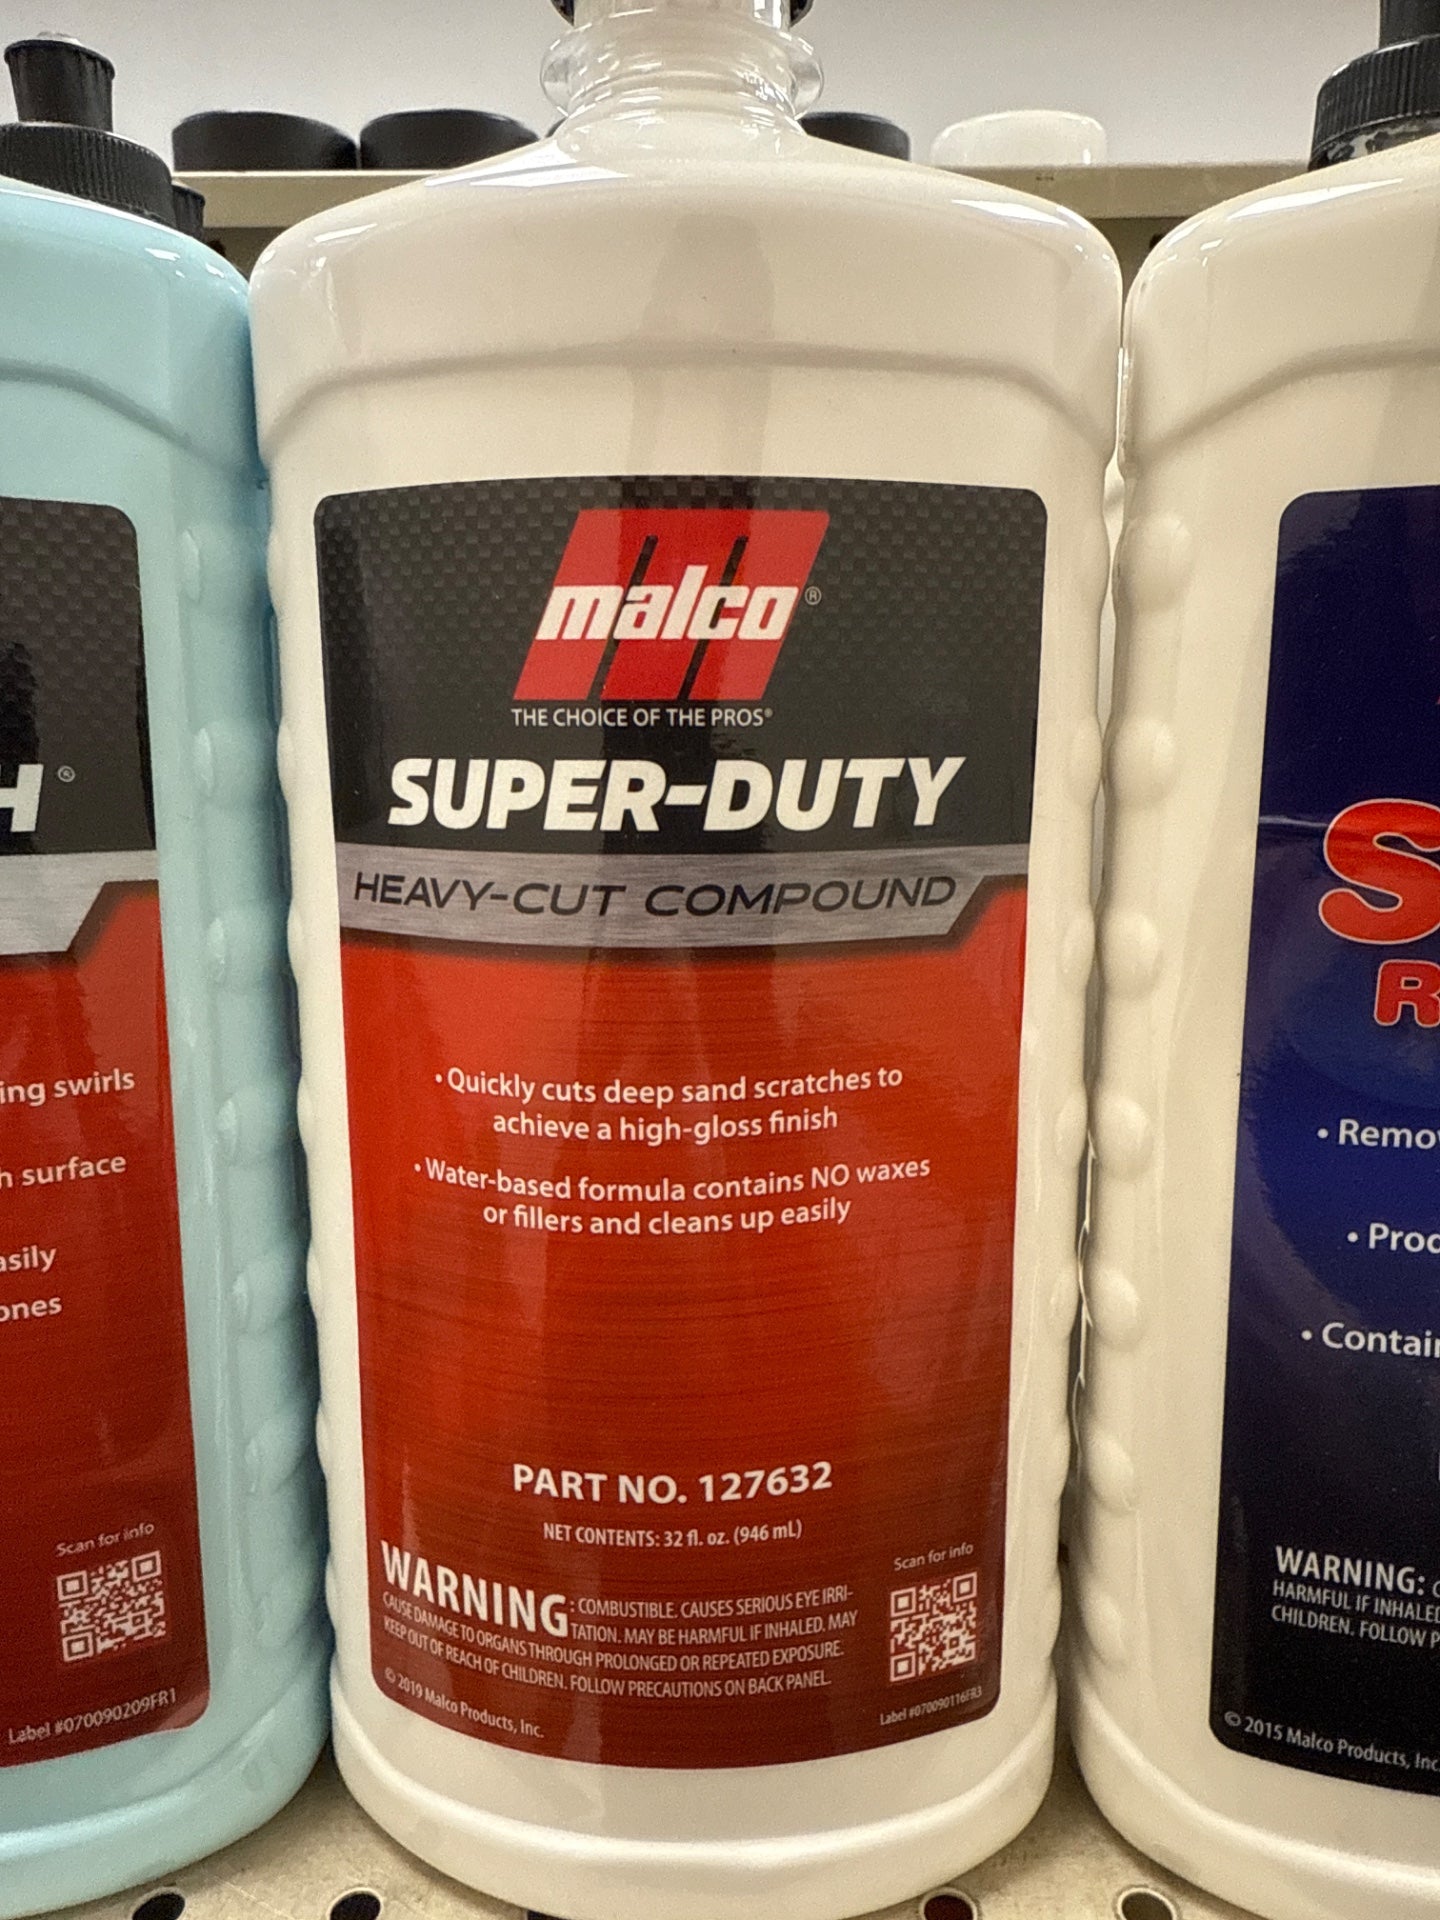 malco®
THE CHOICE OF THE PROS®
SUPER-DUTY
HEAVY-CUT COMPOUND
• Quickly cuts deep sand scratches to
achieve a high-gloss finish
• Water-based formula contains NO waxes
or fillers and cleans up easily
PART NO. 127632
NET CONTENTS: 32 fl. oz. (946 mL)
WARNING: COMBUSTIBLE. CAUSES SERIOUS EYE IRRI-
TATION. MAY BE HARMFUL IF INHALED. MAY
CAUSE DAMAGE TO ORGANS THROUGH PROLONGED OR REPEATED EXPOSURE.
KEEP OUT OF REACH OF CHILDREN. FOLLOW PRECAUTIONS ON BACK PANEL.
© 2019 Malco Products, Inc.
Scan for info
Label #070090116FR3
H®
ing swirls
h surface
asily
ones
Scan for info
Label #070090209FR1
S
R
• Remov
• Prod
• Contain
WARNING:
HARMFUL IF INHALED
CHILDREN. FOLLOW P
© 2015 Malco Products, Inc.